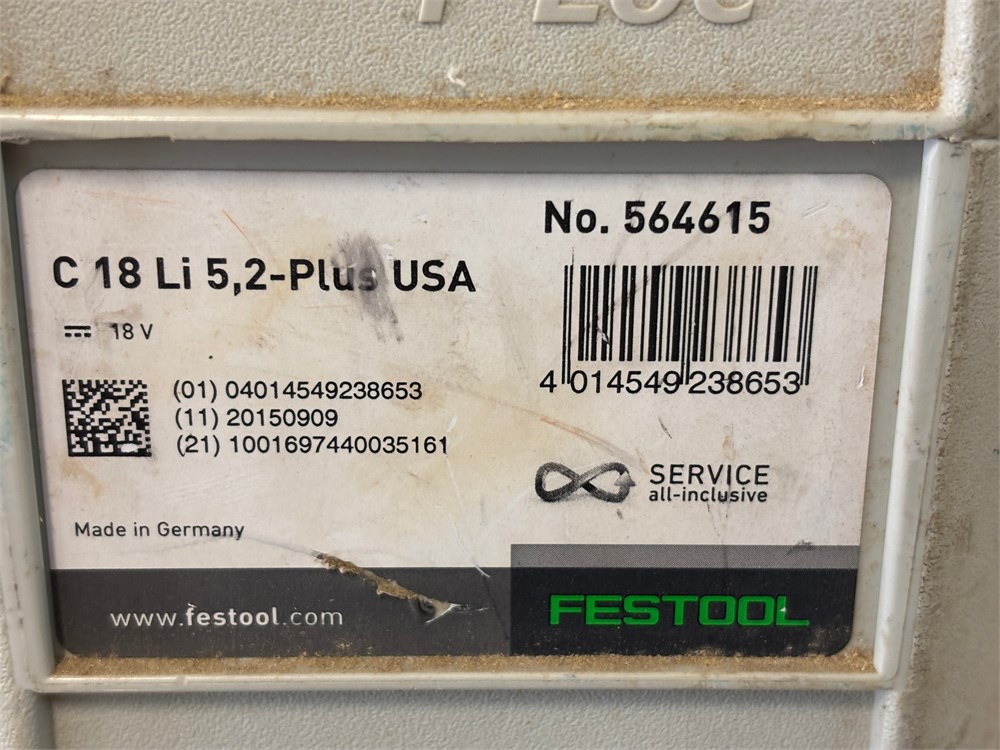 No. 564615
C 18 Li 5,2-Plus USA
18 V
4 014549 238653
(01) 04014549238653
(11) 20150909
(21) 1001697440035161
SERVICE
all-inclusive
Made in Germany
www.festool.com
FESTOOL